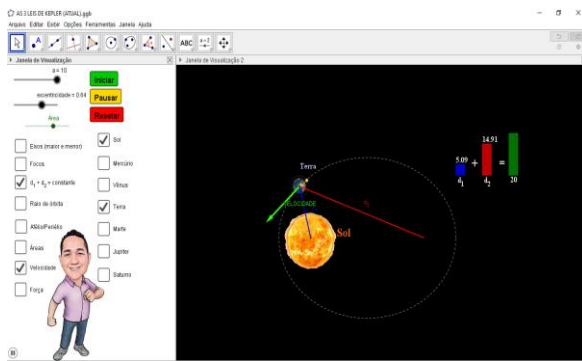 AS 3 LEIS DE KEPLER (ATUAL).ggb
Arquivo Editar Exibir Opções Ferramentas Janela Ajuda
ABC
a=2
Janela de Visualização
Janela de Visualização 2
a = 10
Iniciar
excentricidade = 0.64
Pausar
Área
Resetar
Eixos (maior e menor)
Sol
Focos
Mercúrio
d₁ + d₂ = constante
Vênus
Raio de órbita
Terra
Afélio/Periélio
Marte
Áreas
Júpiter
Velocidade
Saturno
Força
Terra
VELOCIDADE
Sol
5.09
+
14.91
=
20
d₁
d₂